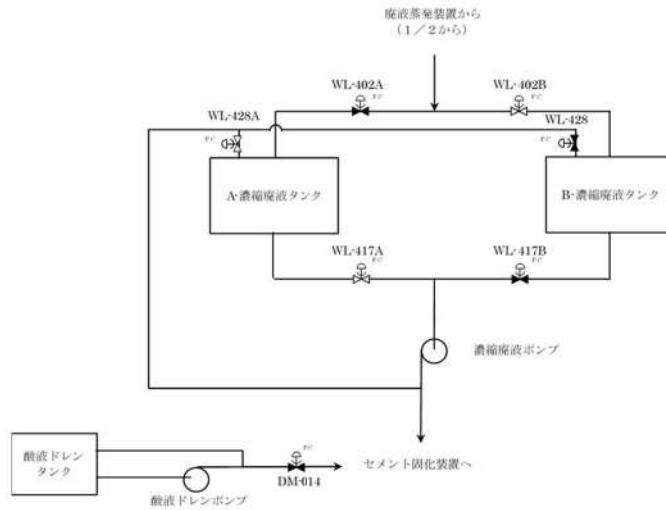 廃液蒸発装置から
(1/2から)
WL-402A
WL-402B
F.C
F.C
WL-428A
WL-428
F.C
F.C
A-濃縮廃液タンク
B-濃縮廃液タンク
WL-417A
WL-417B
F.C
F.C
濃縮廃液ポンプ
酸液ドレン
タンク
F.C
セメント固化装置へ
DM-014
酸液ドレンポンプ